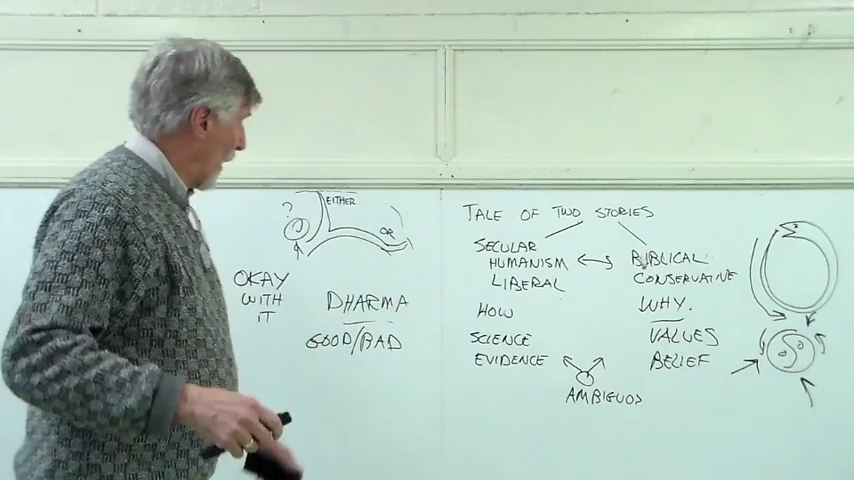 ?
EITHER
OR
OKAY
WITH
IT
DHARMA
GOOD/BAD
TALE OF TWO STORIES
SECULAR
HUMANISM
LIBERAL
HOW
SCIENCE
EVIDENCE
BIBLICAL
CONSERVATIVE
WHY.
VALUES
BELIEF
AMBIGUOS